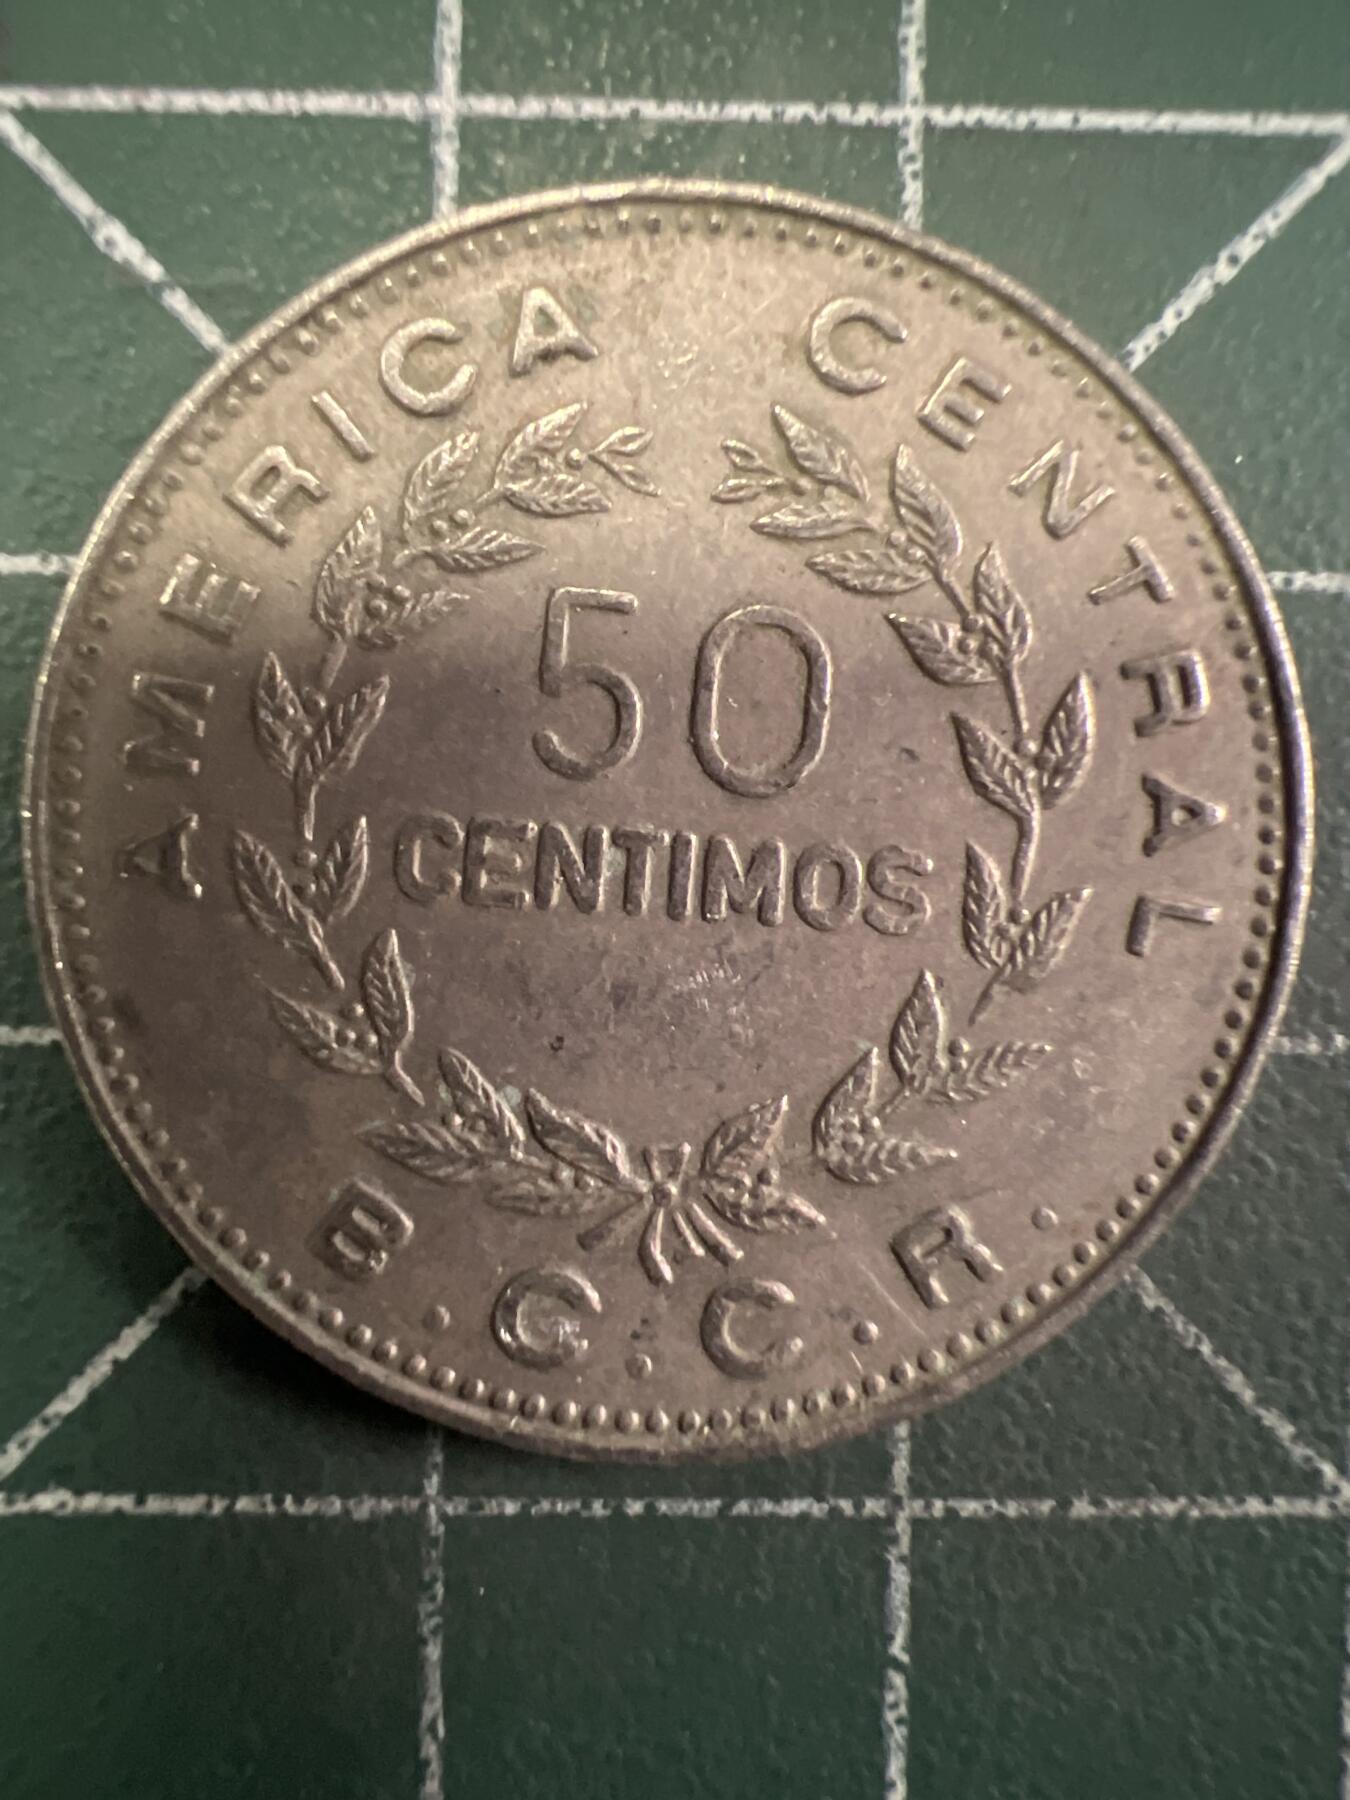 AMERICA CENTRAL
50
CENTIMOS
B.C.C.R.